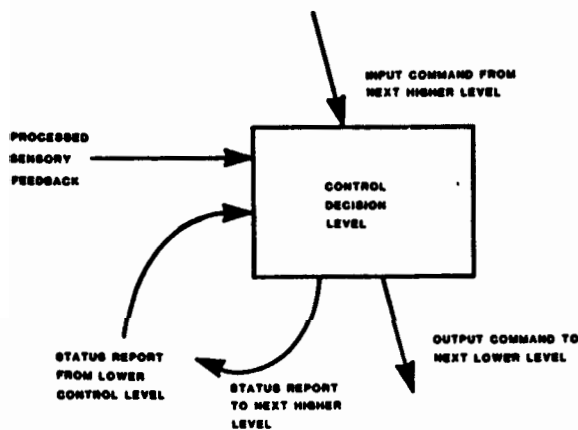 INPUT COMMAND FROM
NEXT HIGHER LEVEL
PROCESSED
SENSORY
FEEDBACK
CONTROL
DECISION
LEVEL
STATUS REPORT
FROM LOWER
CONTROL LEVEL
STATUS REPORT
TO NEXT HIGHER
LEVEL
OUTPUT COMMAND TO
NEXT LOWER LEVEL